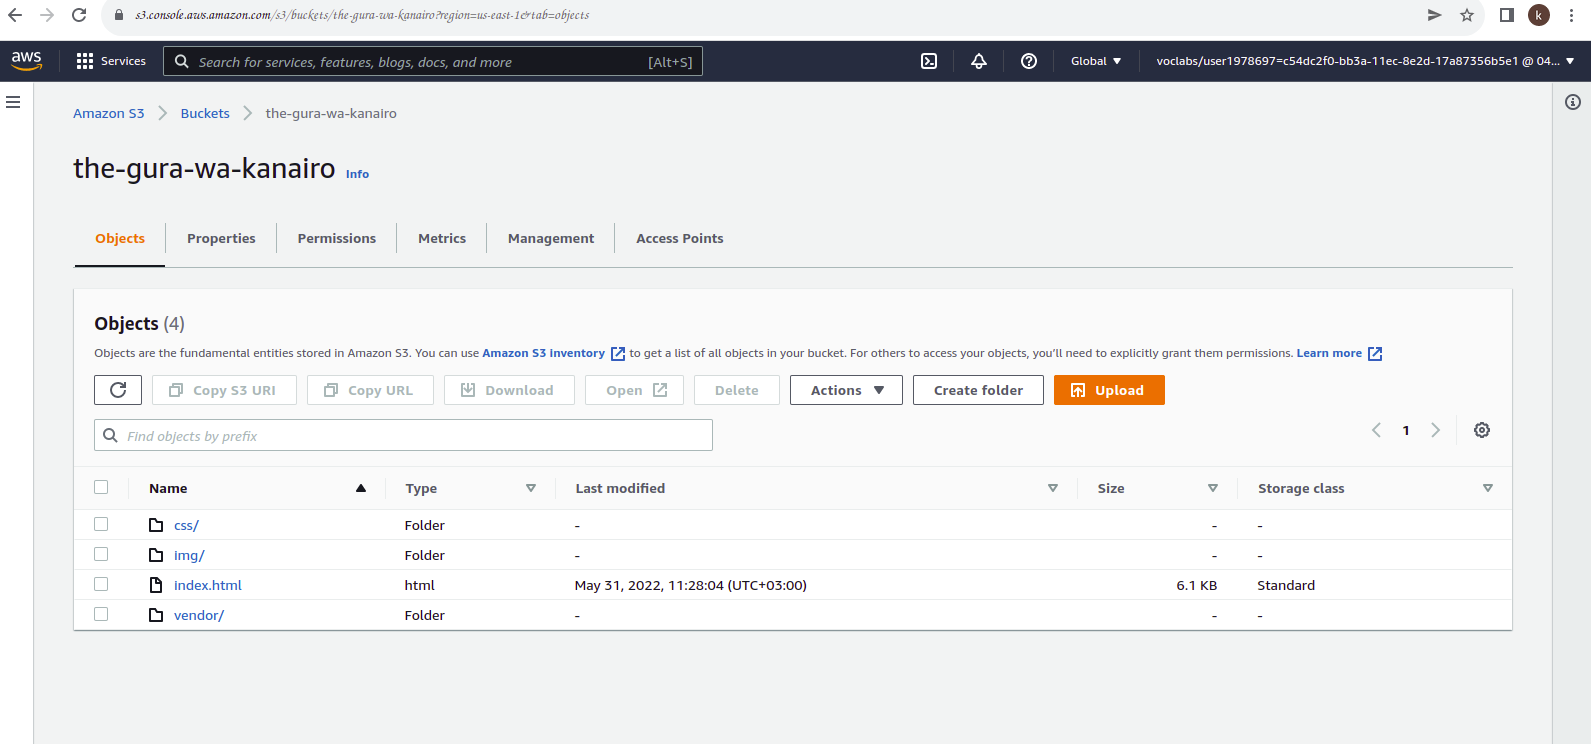 s3.console.aws.amazon.com/s3/buckets/the-gura-wa-kanairo?region=us-east-1&tab=objects
k
aws Services Search for services, features, blogs, docs, and more [Alt+S] Global voclabs/user1978697=c54dc2f0-bb3a-11ec-8e2d-17a87356b5e1 @ 04...
Amazon S3 Buckets the-gura-wa-kanairo
the-gura-wa-kanairo Info
Objects Properties Permissions Metrics Management Access Points
Objects (4)
Objects are the fundamental entities stored in Amazon S3. You can use Amazon S3 inventory to get a list of all objects in your bucket. For others to access your objects, you'll need to explicitly grant them permissions. Learn more
Copy S3 URI Copy URL Download Open Delete Actions Create folder Upload
Find objects by prefix 1
Name Type Last modified Size Storage class
css/ Folder - - -
img/ Folder - - -
index.html html May 31, 2022, 11:28:04 (UTC+03:00) 6.1 KB Standard
vendor/ Folder - - -